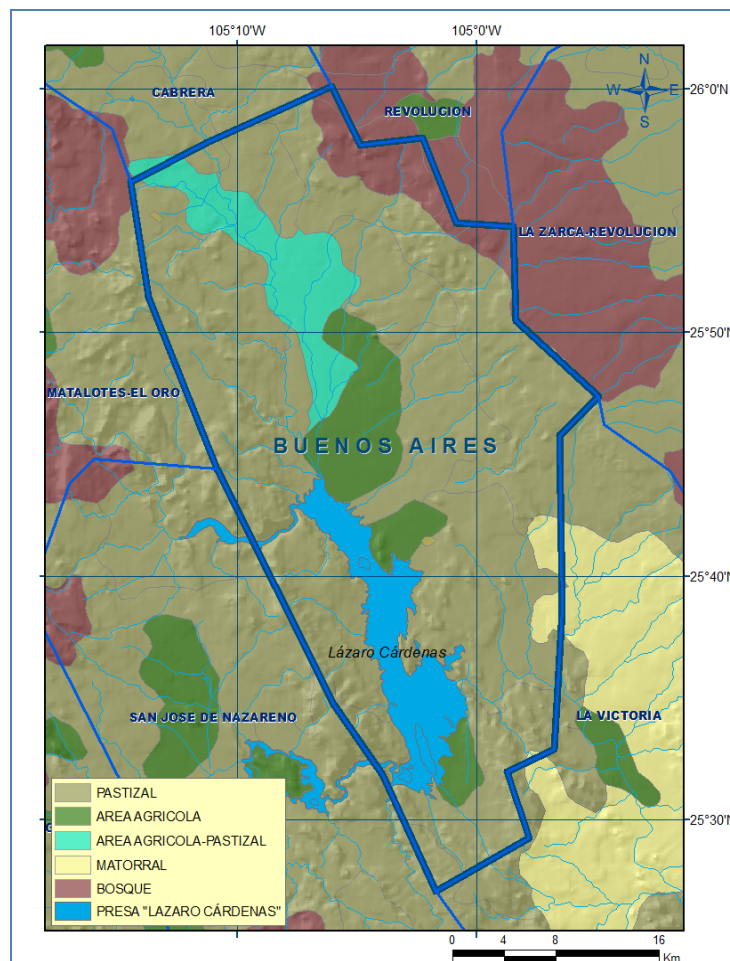 105°10'W 105°0'W
N
26°0'N
W E
S
CABRERA
REVOLUCION
LA ZARCA-REVOLUCION
25°50'N
MATALOTES-EL ORO
BUENOS AIRES
25°40'N
Lázaro Cárdenas
SAN JOSE DE NAZARENO
LA VICTORIA
25°30'N
G
PASTIZAL
AREA AGRICOLA
AREA AGRICOLA-PASTIZAL
MATORRAL
BOSQUE
PRESA "LAZARO CÁRDENAS"
0 4 8 16
Km